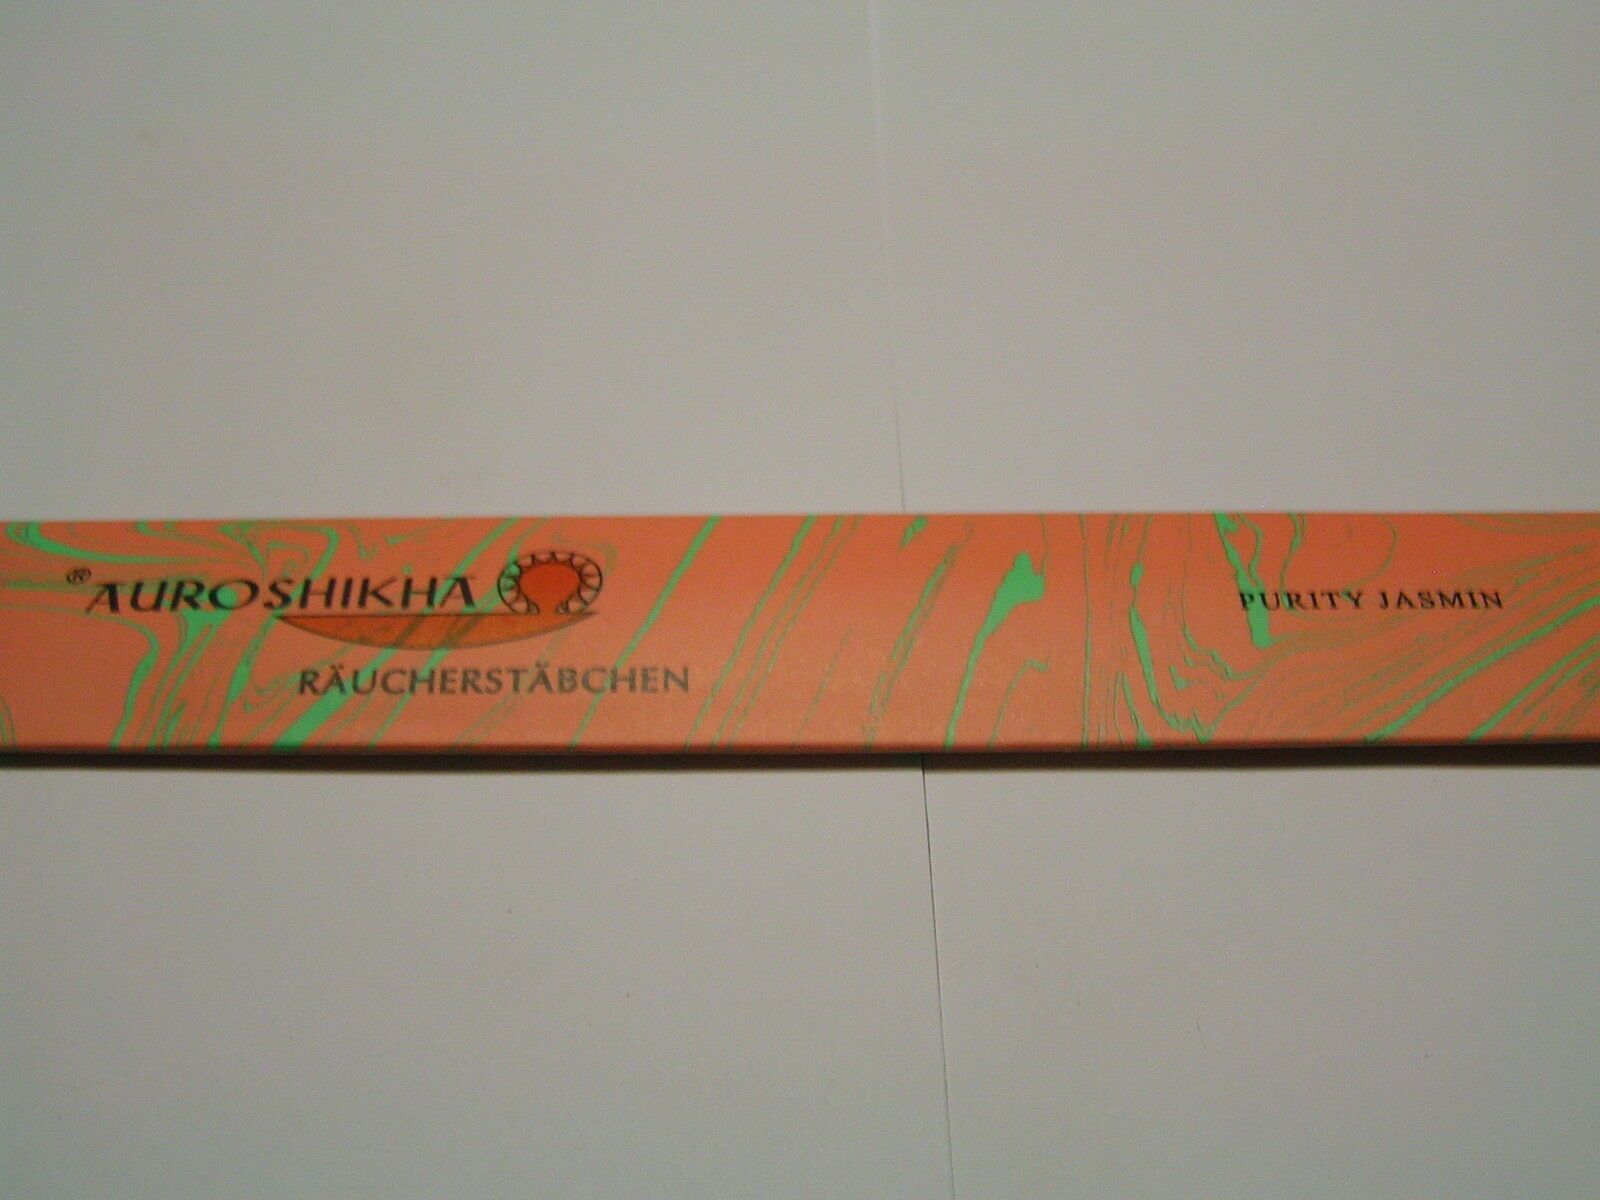 ® AUROSHIKHA
RÄUCHERSTÄBCHEN
PURITY JASMIN